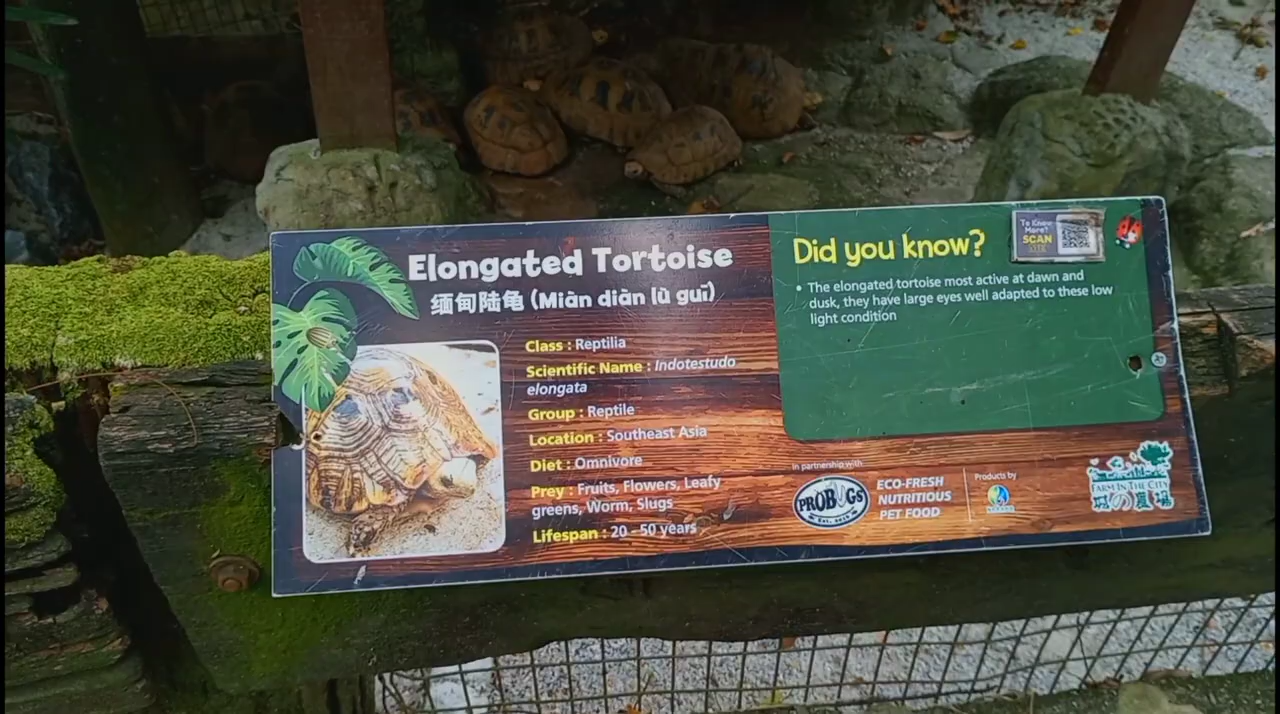 Elongated Tortoise
缅甸陆龟 (Miàn diàn lù guī)
Class : Reptilia
Scientific Name : Indotestudo
elongata
Group : Reptile
Location : Southeast Asia
Diet : Omnivore
Prey : Fruits, Flowers, Leafy
greens, Worm, Slugs
Lifespan : 20 - 50 years
Did you know?
• The elongated tortoise most active at dawn and
dusk, they have large eyes well adapted to these low
light condition
To Know
More?
SCAN
In partnership with
PROBUGS
Est. 2019
ECO-FRESH
NUTRITIOUS
PET FOOD
Products by
FARM IN THE CITY